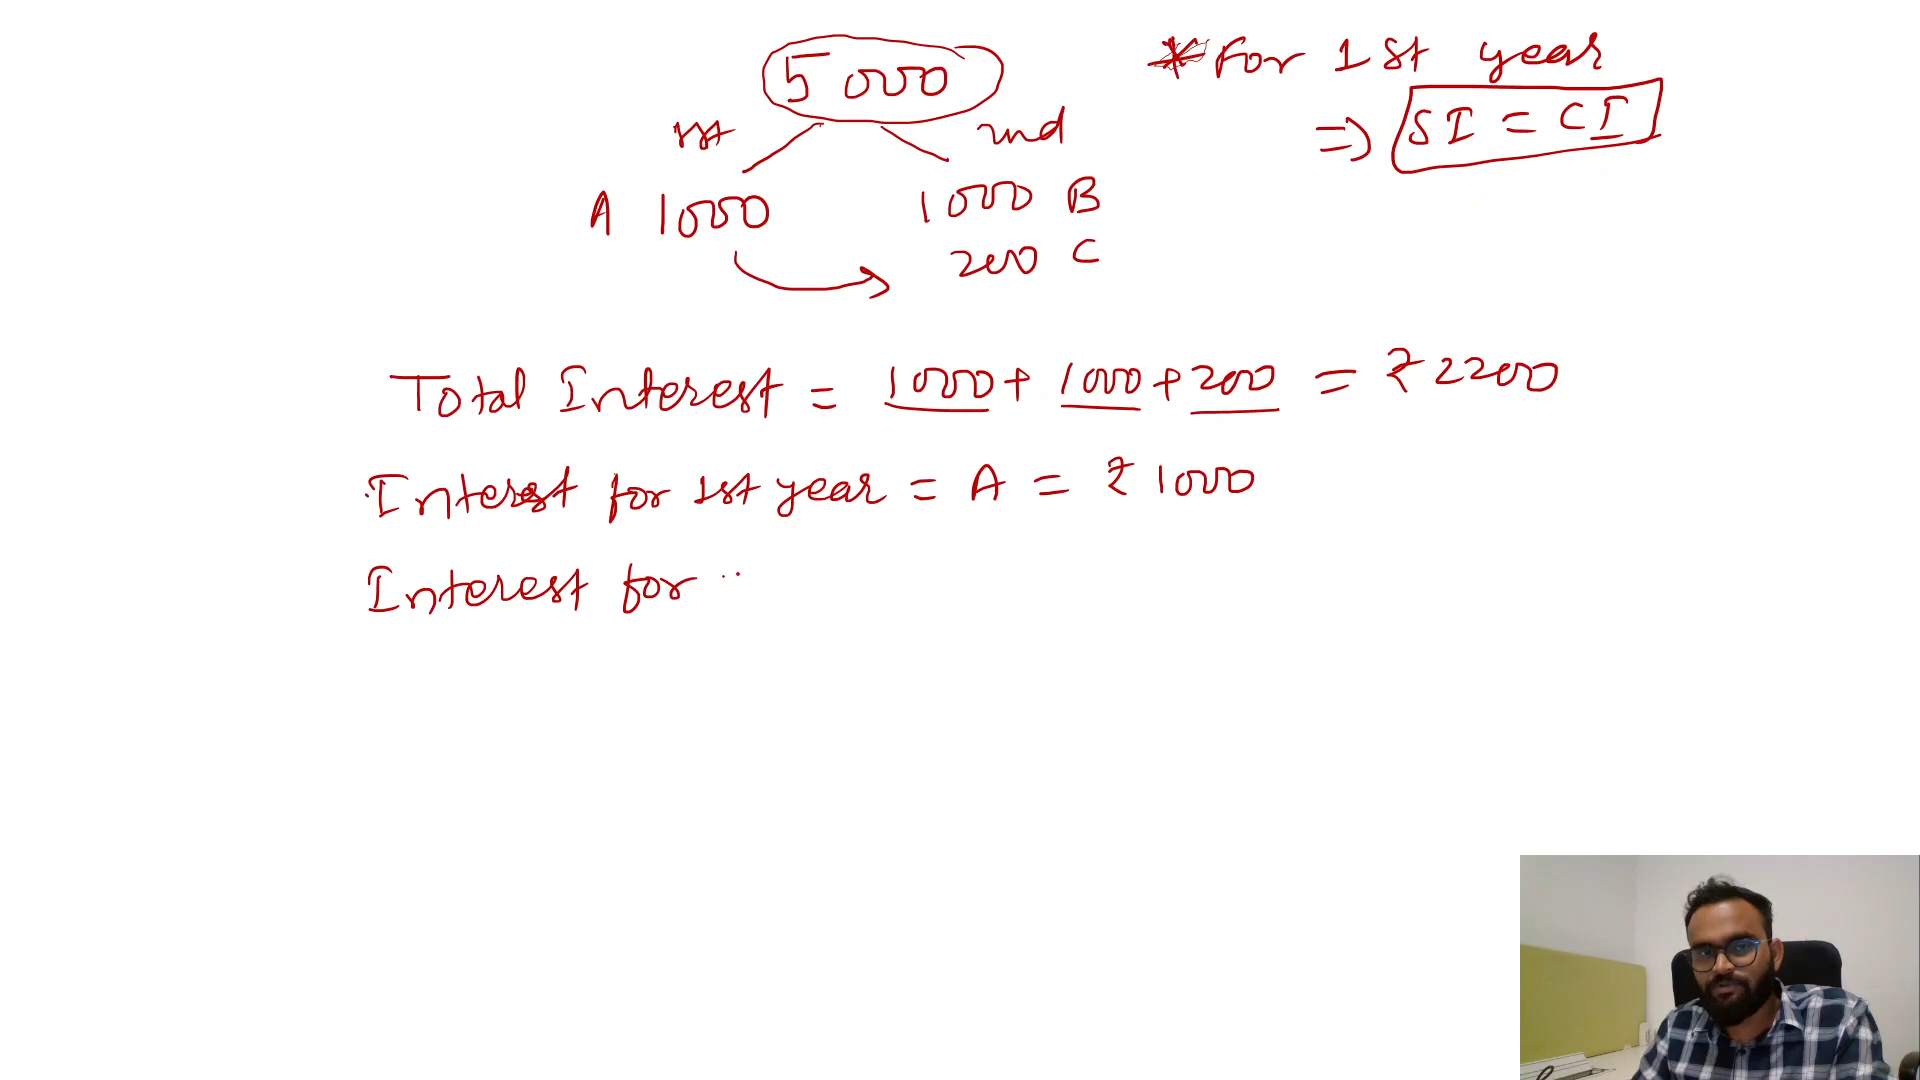 5000
* For 1st year
1st 2nd
=> SI = CI
A 1000 1000 B
200 C
Total Interest = 1000 + 1000 + 200 = ₹ 2200
Interest for 1st year = A = ₹ 1000
Interest for